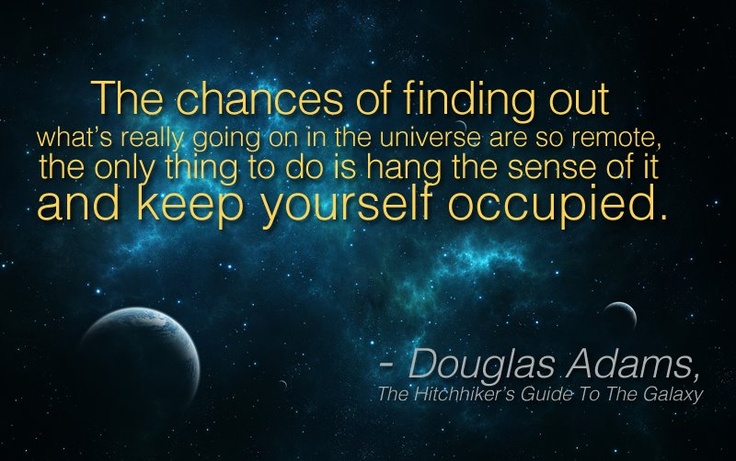 The chances of finding out
what's really going on in the universe are so remote,
the only thing to do is hang the sense of it
and keep yourself occupied.
- Douglas Adams,
The Hitchhiker's Guide To The Galaxy